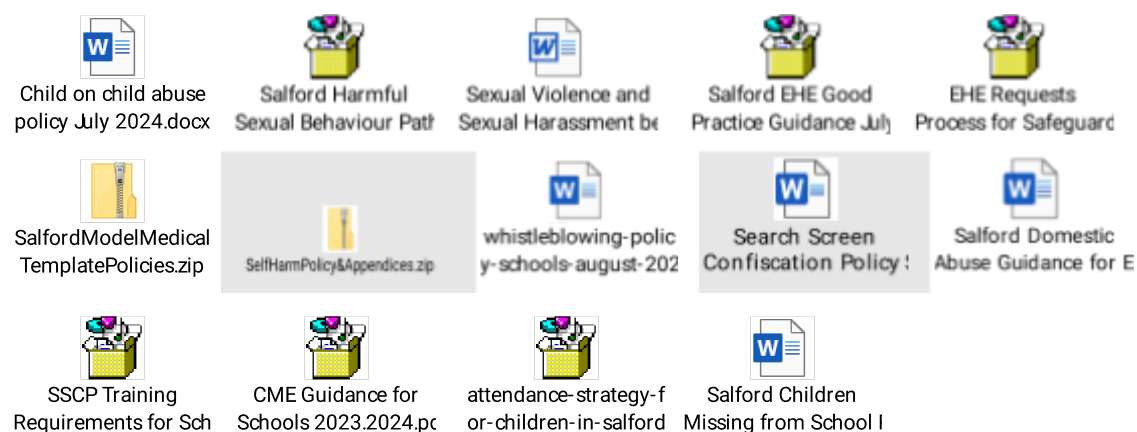 Child on child abuse
policy July 2024.docx
Salford Harmful
Sexual Behaviour Path
Sexual Violence and
Sexual Harassment be
Salford EHE Good
Practice Guidance July
EHE Requests
Process for Safeguard
SalfordModelMedical
TemplatePolicies.zip
SelfHarmPolicy&Appendices.zip
whistleblowing-polic
y-schools-august-202
Search Screen
Confiscation Policy S
Salford Domestic
Abuse Guidance for E
SSCP Training
Requirements for Sch
CME Guidance for
Schools 2023.2024.pd
attendance-strategy-f
or-children-in-salford
Salford Children
Missing from School